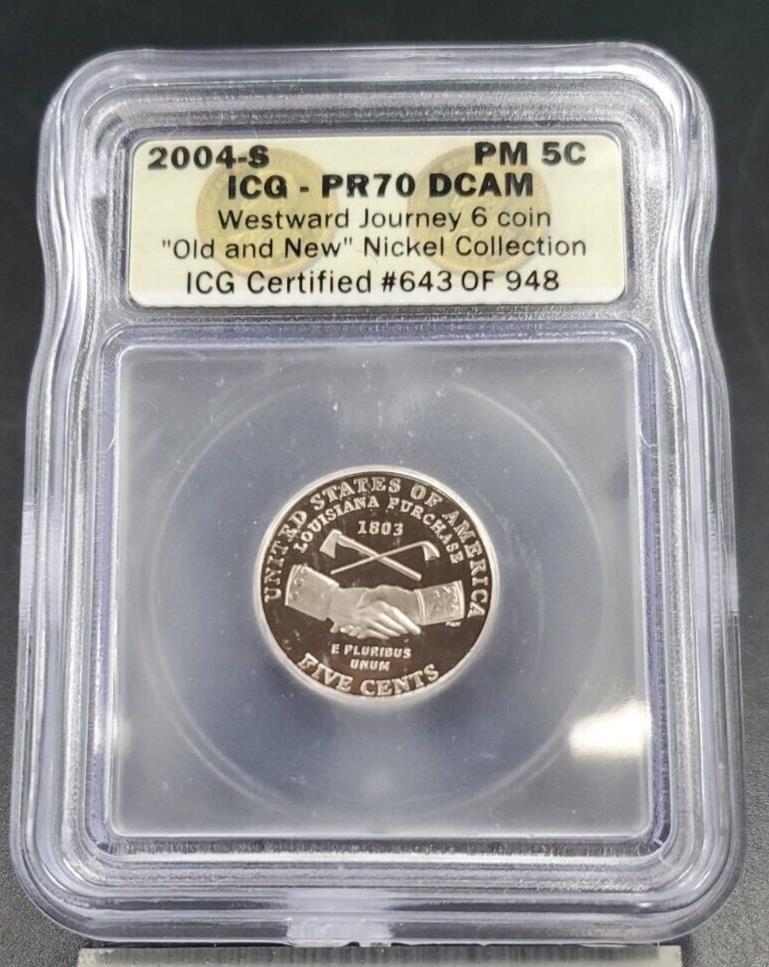 2004-S PM 5C
ICG - PR70 DCAM
Westward Journey 6 coin
"Old and New" Nickel Collection
ICG Certified #643 OF 948
UNITED STATES OF AMERICA
LOUISIANA PURCHASE
1803
E PLURIBUS
UNUM
FIVE CENTS